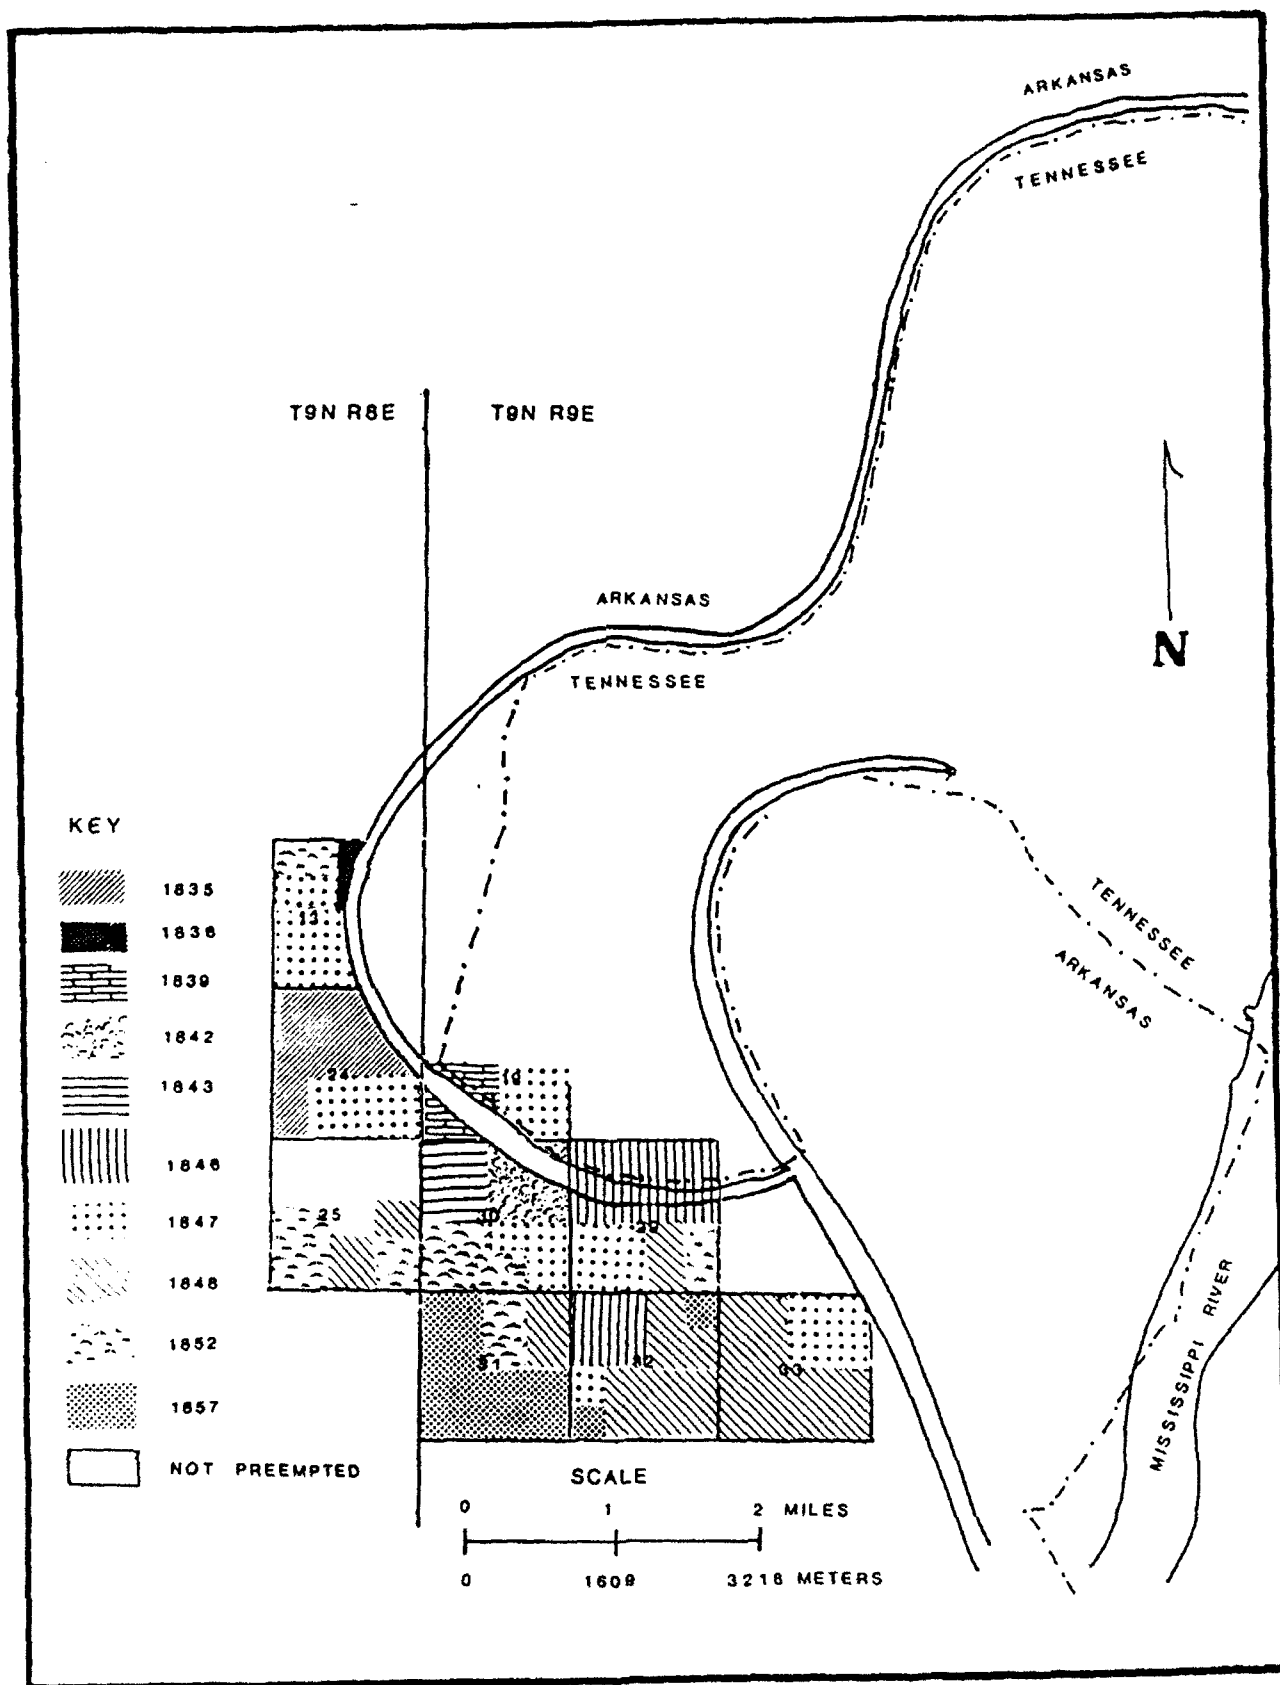 ARKANSAS
TENNESSEE
T9N R8E
T9N R9E
ARKANSAS
TENNESSEE
N
TENNESSEE
ARKANSAS
KEY
1835
1836
1839
1842
1843
1846
1847
1848
1852
1857
NOT PREEMPTED
13
24
19
25
30
29
31
32
33
MISSISSIPPI RIVER
SCALE
0 1 2 MILES
0 1609 3218 METERS